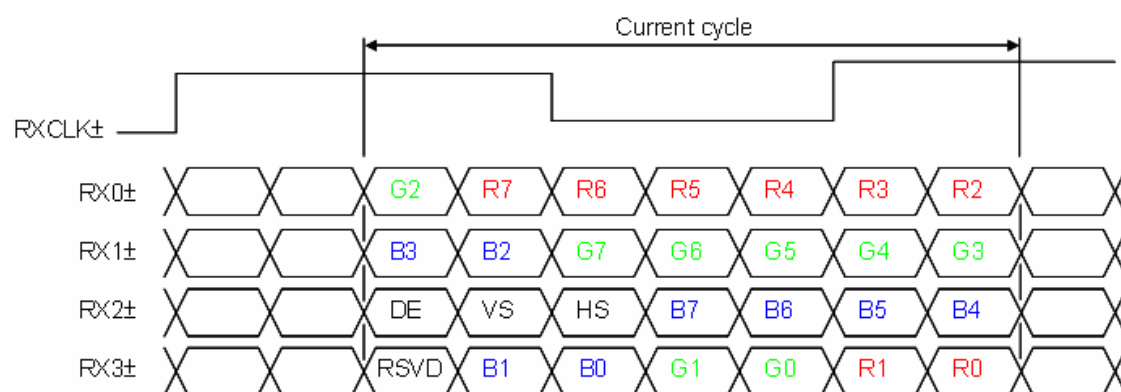 Current cycle
RXCLK±
RX0± G2 R7 R6 R5 R4 R3 R2
RX1± B3 B2 G7 G6 G5 G4 G3
RX2± DE VS HS B7 B6 B5 B4
RX3± RSVD B1 B0 G1 G0 R1 R0